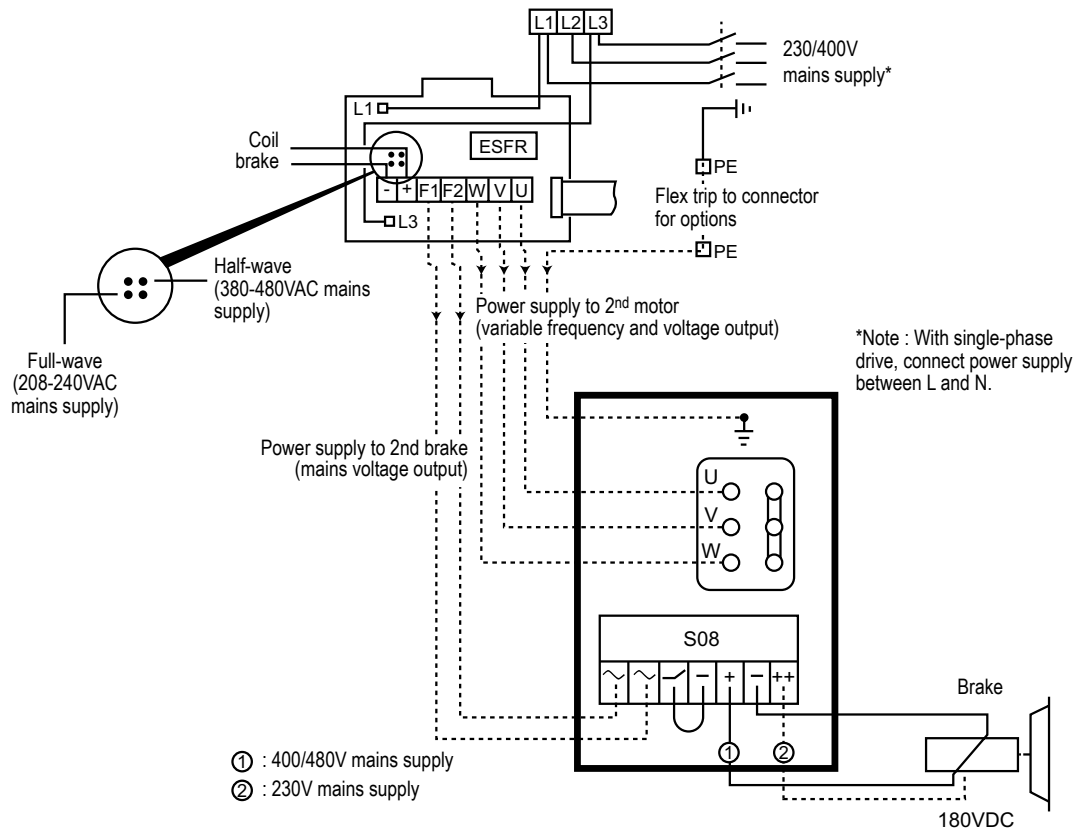 L1 L2 L3
230/400V
mains supply*
L1
Coil
brake
ESFR
PE
- + F1 F2 W V U
Flex trip to connector
for options
L3
PE
Half-wave
(380-480VAC mains
supply)
Power supply to 2nd motor
(variable frequency and voltage output)
Full-wave
(208-240VAC
mains supply)
*Note : With single-phase
drive, connect power supply
between L and N.
Power supply to 2nd brake
(mains voltage output)
U
V
W
S08
~ ~ − + − ++
Brake
1 2
① : 400/480V mains supply
② : 230V mains supply
180VDC